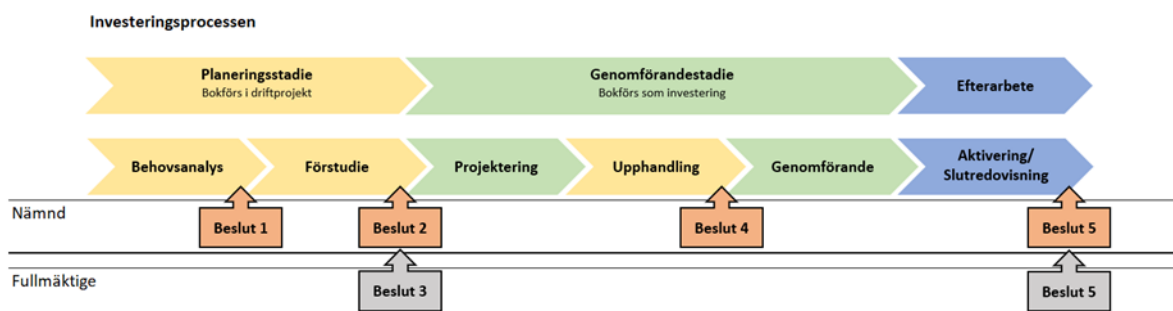 Investeringsprocessen
Planeringsstadie
Bokförs i driftprojekt
Genomförandestadie
Bokförs som investering
Efterarbete
Behovsanalys
Förstudie
Projektering
Upphandling
Genomförande
Aktivering/
Slutredovisning
Nämnd
Beslut 1
Beslut 2
Beslut 4
Beslut 5
Fullmäktige
Beslut 3
Beslut 5